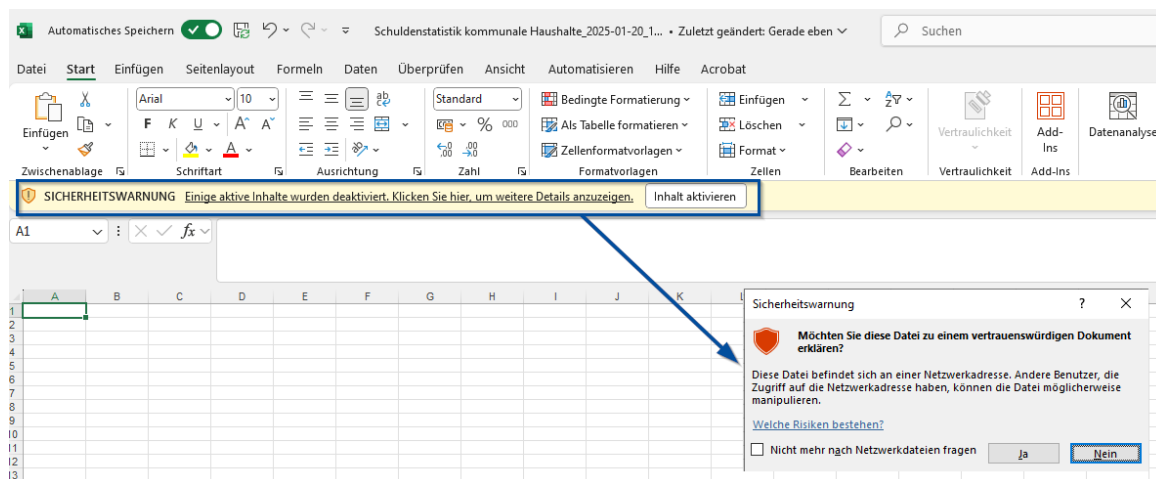 Automatisches Speichern
Schuldenstatistik kommunale Haushalte_2025-01-20_1... • Zuletzt geändert: Gerade eben
Suchen
Datei Start Einfügen Seitenlayout Formeln Daten Überprüfen Ansicht Automatisieren Hilfe Acrobat
Einfügen
Arial 10
F K U A A
ab c
Standard
% 000
Bedingte Formatierung
Als Tabelle formatieren
Zellenformatvorlagen
Einfügen
Löschen
Format
Vertraulichkeit
Add-
Ins
Datenanalyse
Zwischenablage Schriftart Ausrichtung Zahl Formatvorlagen Zellen Bearbeiten Vertraulichkeit Add-Ins
SICHERHEITSWARNUNG Einige aktive Inhalte wurden deaktiviert. Klicken Sie hier, um weitere Details anzuzeigen. Inhalt aktivieren
A1 fx
A B C D E F G H I J K L
1
2
3
4
5
6
7
8
9
10
11
12
13
Sicherheitswarnung ?
Möchten Sie diese Datei zu einem vertrauenswürdigen Dokument
erklären?
Diese Datei befindet sich an einer Netzwerkadresse. Andere Benutzer, die
Zugriff auf die Netzwerkadresse haben, können die Datei möglicherweise
manipulieren.
Welche Risiken bestehen?
Nicht mehr nach Netzwerkdateien fragen Ja Nein